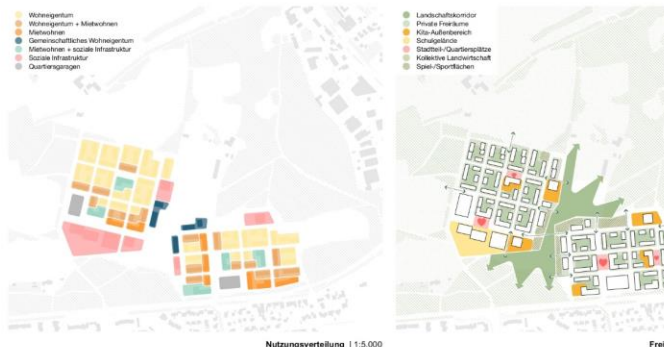 Wohneigentum
Wohneigentum + Mietwohnen
Mietwohnen
Gemeinschaftliches Wohneigentum
Mietwohnen + soziale Infrastruktur
Soziale Infrastruktur
Quartiersgaragen
Landschaftskorridor
Private Freiräume
Kita-Außenbereich
Schulgelände
Stadtteil-/Quartiersplätze
Kollektive Landwirtschaft
Spiel-/Sportflächen
Nutzungsverteilung | 1:5.000
Frei